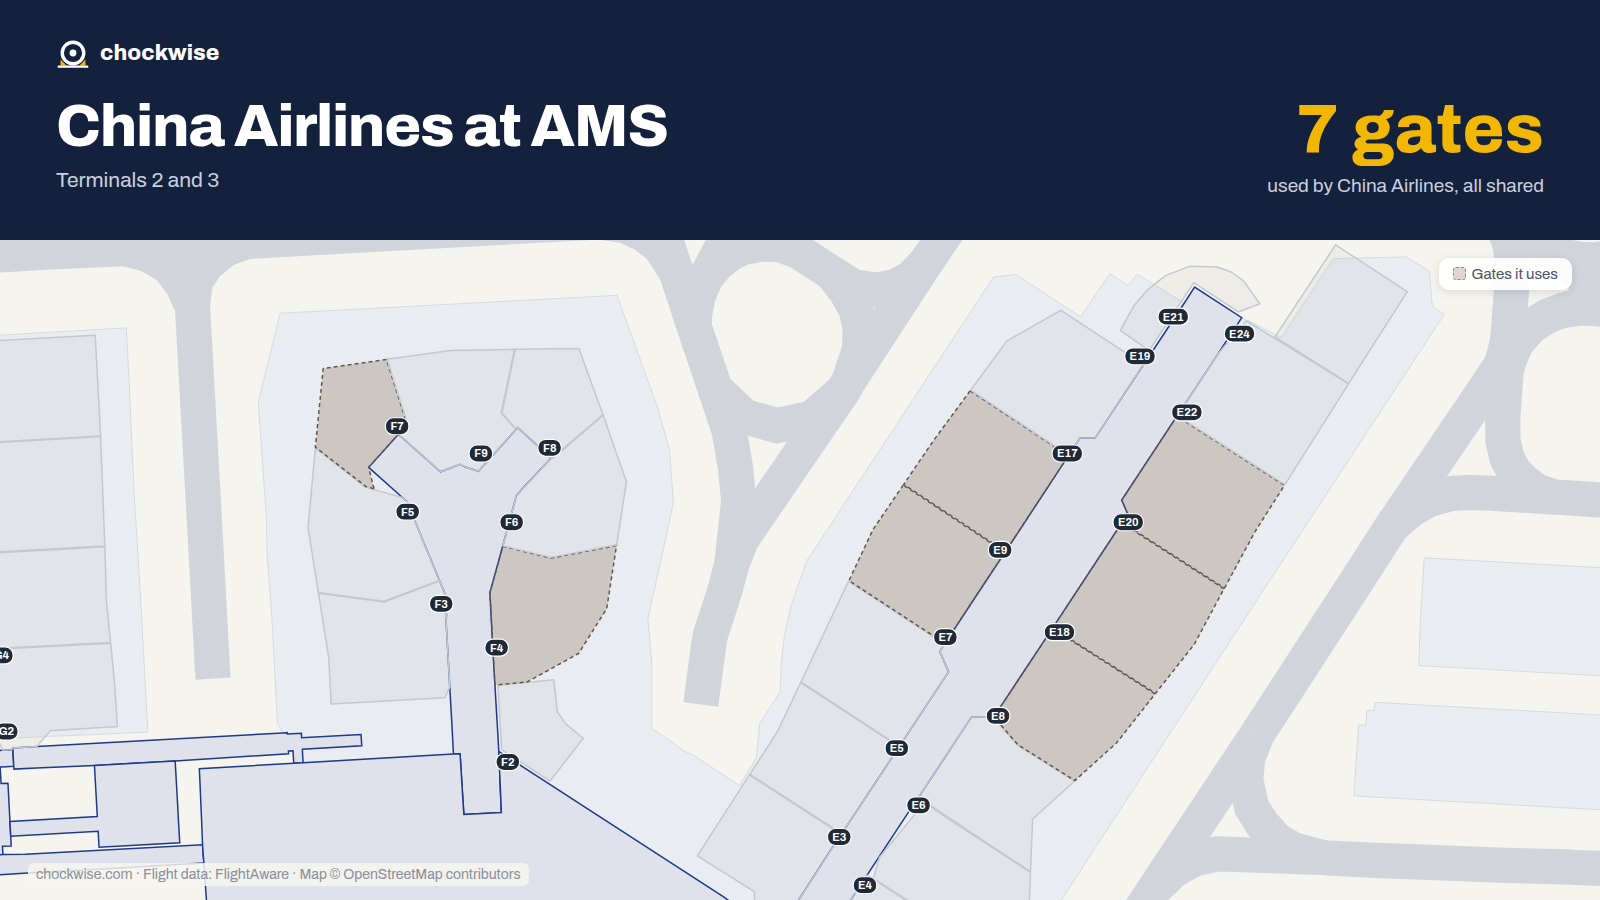 chockwise
China Airlines at AMS
Terminals 2 and 3
7 gates
used by China Airlines, all shared
Gates it uses
E21
E24
E19
E22
F7
F8
F9
E17
F5
F6
E20
E9
F3
E18
E7
F4
G4
E8
G2
E5
F2
E6
E3
E4
chockwise.com · Flight data: FlightAware · Map © OpenStreetMap contributors